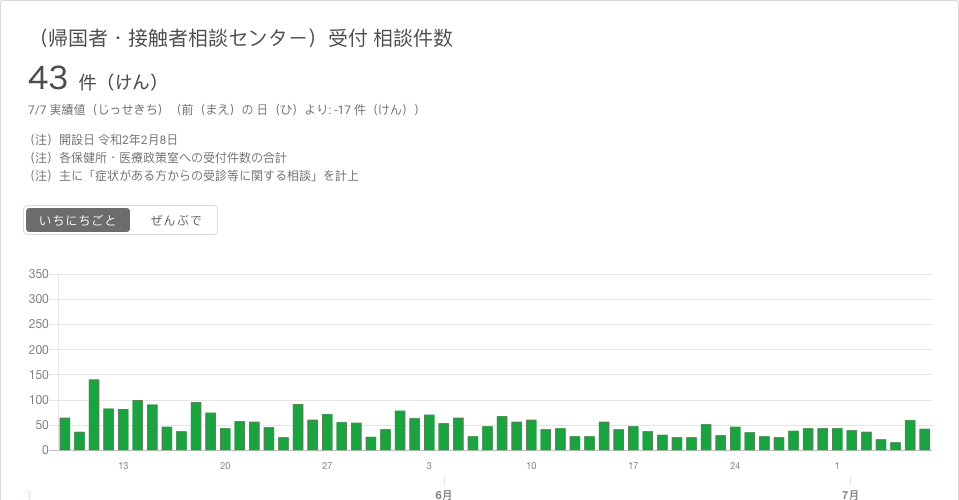 （帰国者・接触者相談センター）受付 相談件数
43 件（けん）
7/7 実績値（じっせきち）（前（まえ）の 日（ひ）より: -17 件（けん））
（注）開設日 令和2年2月8日
（注）各保健所・医療政策室への受付件数の合計
（注）主に「症状がある方からの受診等に関する相談」を計上
いちにちごと ぜんぶで
350
300
250
200
150
100
50
0
13 20 27 3 10 17 24 1
月 6月 7月